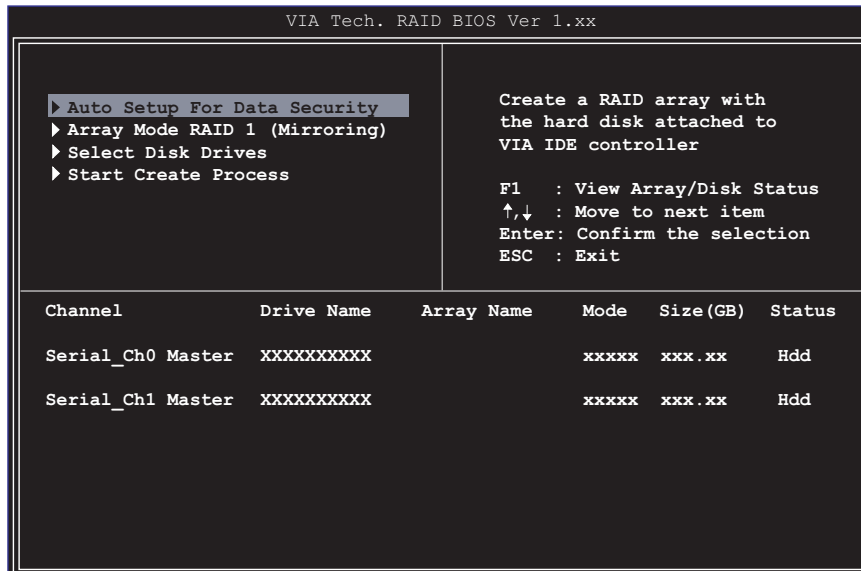 VIA Tech. RAID BIOS Ver 1.xx
Auto Setup For Data Security
Array Mode RAID 1 (Mirroring)
Select Disk Drives
Start Create Process
Create a RAID array with
the hard disk attached to
VIA IDE controller
F1 : View Array/Disk Status
↑,↓ : Move to next item
Enter: Confirm the selection
ESC : Exit
Channel Drive Name Array Name Mode Size(GB) Status
Serial_Ch0 Master XXXXXXXXXX xxxxx xxx.xx Hdd
Serial_Ch1 Master XXXXXXXXXX xxxxx xxx.xx Hdd